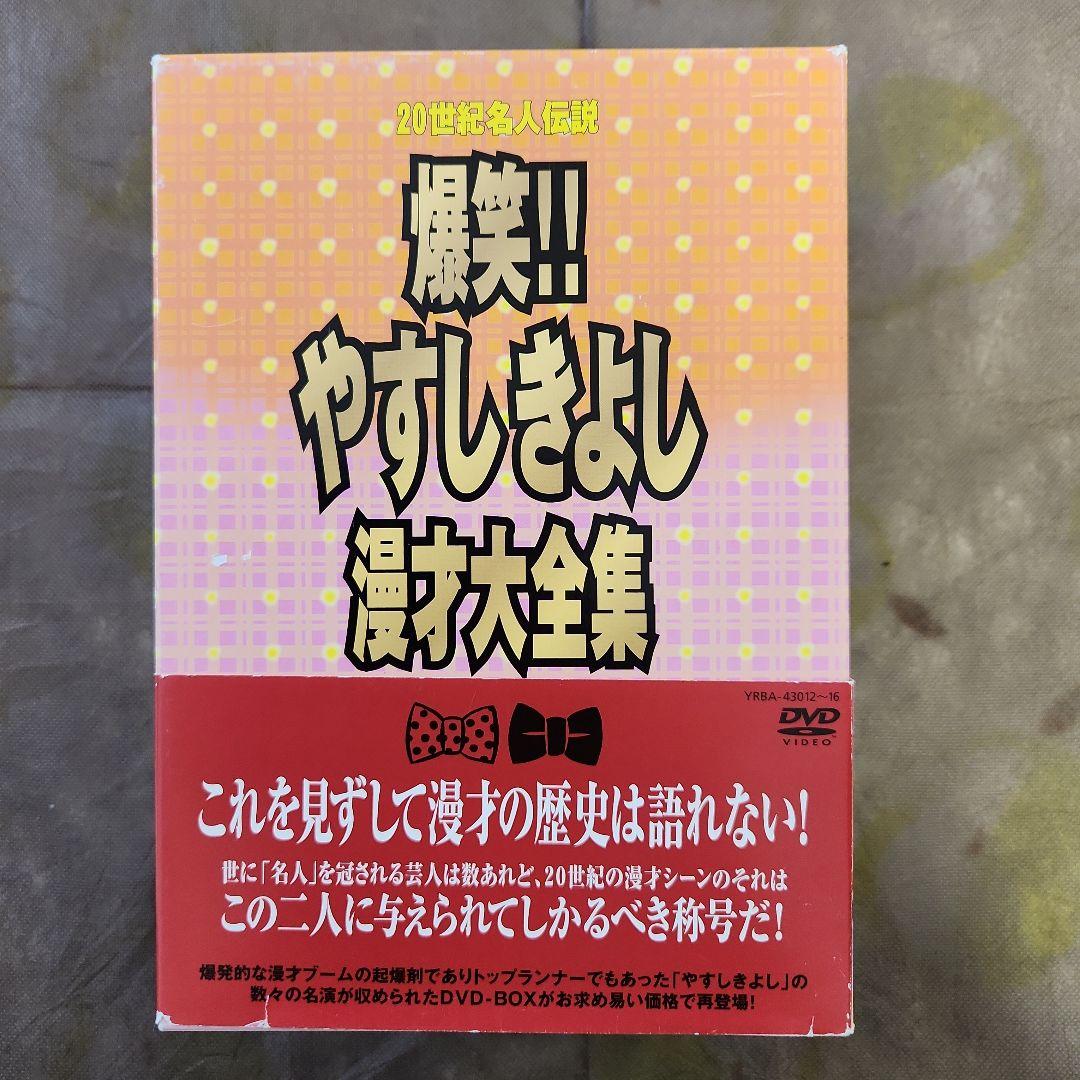 20世紀名人伝説
爆笑!!
やすしきよし
漫才大全集
YRBA-43012〜16
DVD
VIDEO
これを見ずして漫才の歴史は語れない!
世に「名人」を冠される芸人は数あれど、20世紀の漫才シーンのそれは
この二人に与えられてしかるべき称号だ!
爆発的な漫才ブームの起爆剤でありトップランナーでもあった「やすしきよし」の
数々の名演が収められたDVD-BOXがお求め易い価格で再登場!